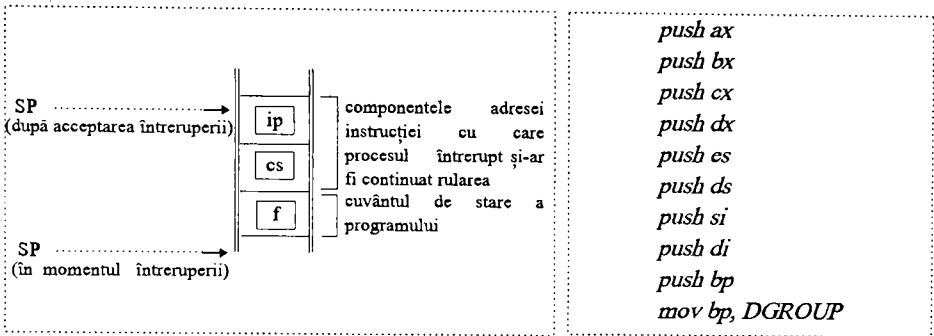 SP
(după acceptarea întreruperii)
ip
cs
f
componentele adresei
instrucției cu care
procesul întrerupt și-ar
fi continuat rularea
cuvântul de stare a
programului
SP
(în momentul întreruperii)
push ax
push bx
push cx
push dx
push es
push ds
push si
push di
push bp
mov bp, DGROUP